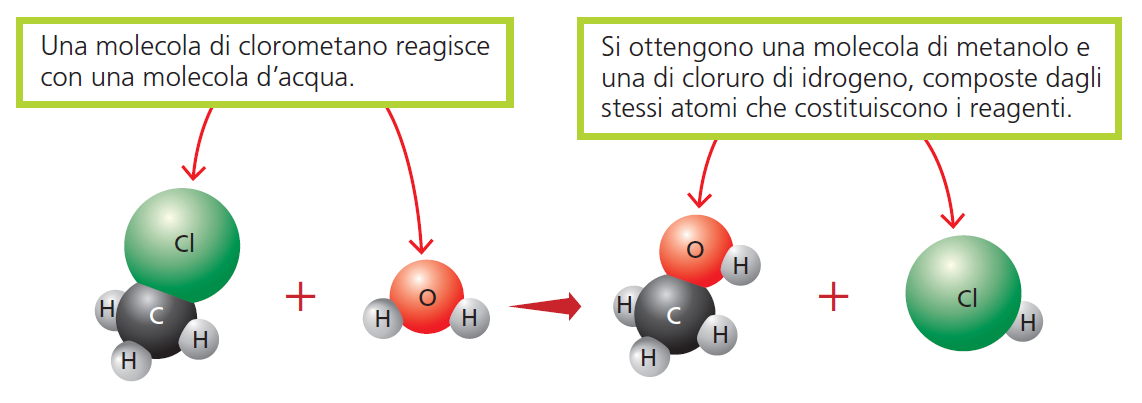 Una molecola di clorometano reagisce
con una molecola d’acqua.
Si ottengono una molecola di metanolo e
una di cloruro di idrogeno, composte dagli
stessi atomi che costituiscono i reagenti.
Cl
H
C
H
H
+
O
H
H
O
H
H
C
H
H
+
Cl
H